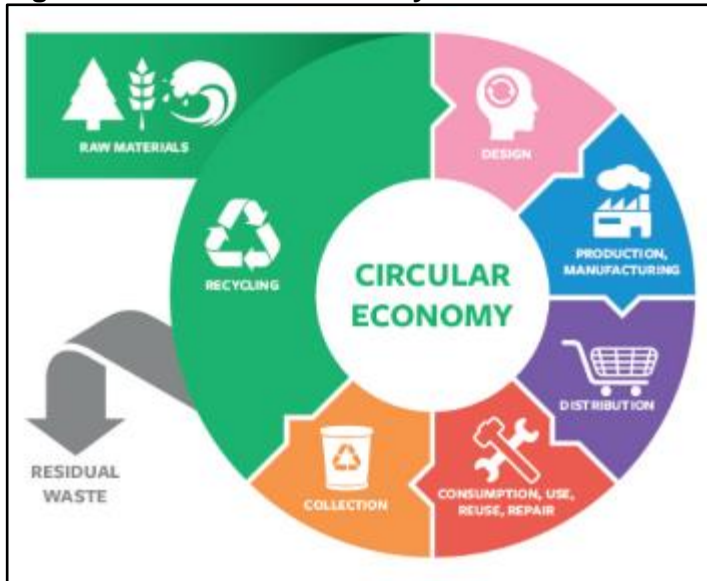 RAW MATERIALS
DESIGN
PRODUCTION,
MANUFACTURING
RECYCLING
CIRCULAR
ECONOMY
DISTRIBUTION
CONSUMPTION, USE,
REUSE, REPAIR
COLLECTION
RESIDUAL
WASTE